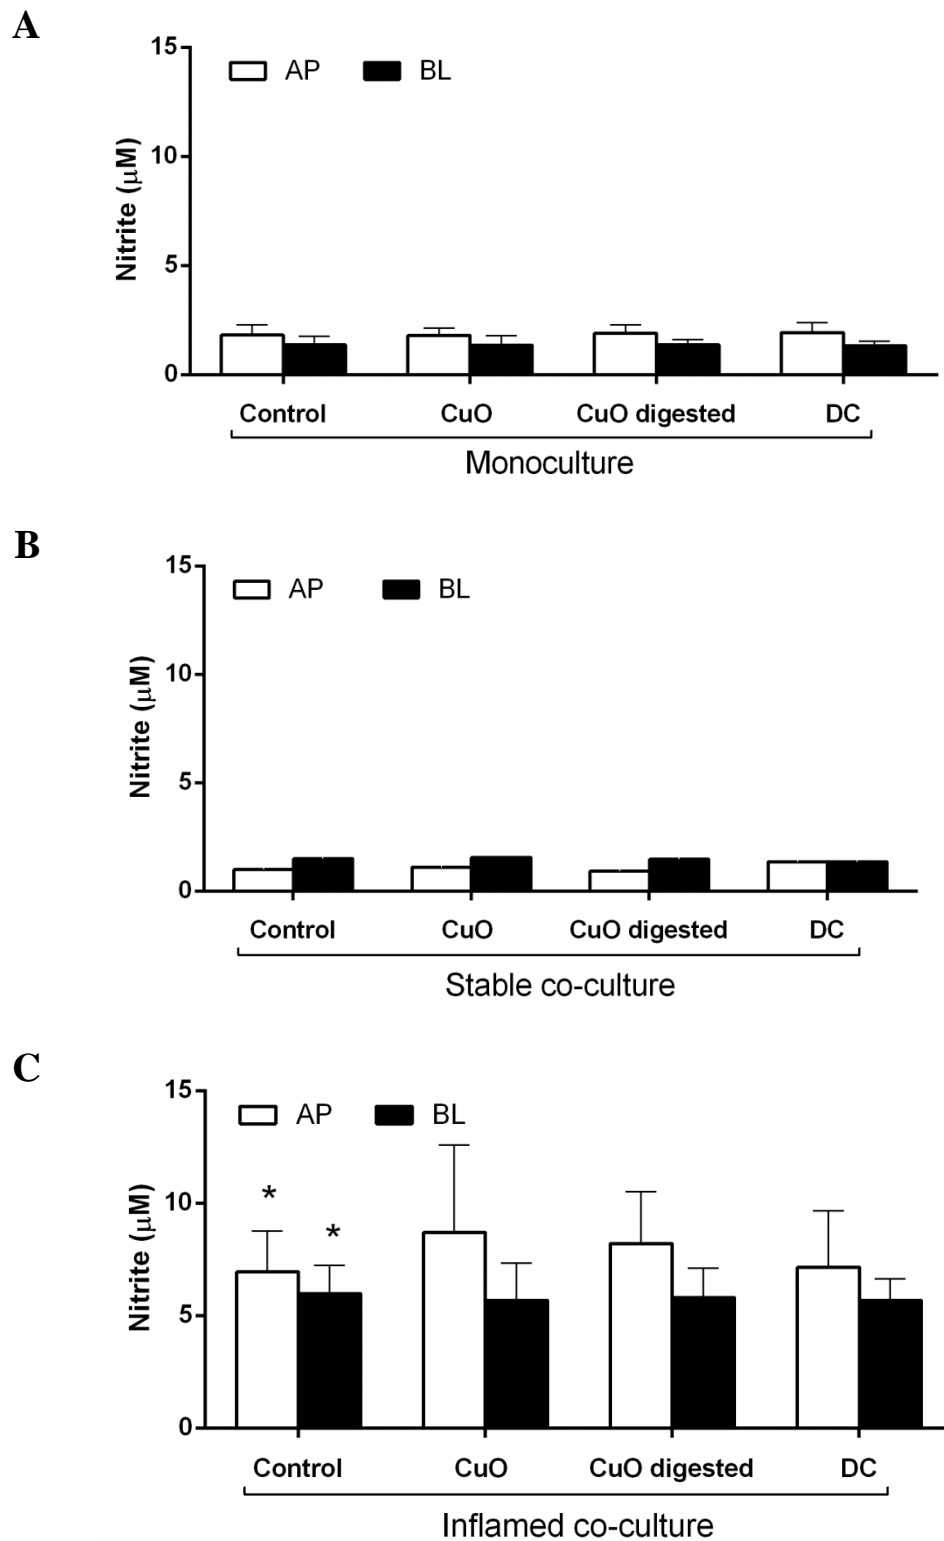 A
15
AP BL
10
Nitrite (μM)
5
0
Control CuO CuO digested DC
Monoculture
B
15
AP BL
10
Nitrite (μM)
5
0
Control CuO CuO digested DC
Stable co-culture
C
15
AP BL
*
10
*
Nitrite (μM)
5
0
Control CuO CuO digested DC
Inflamed co-culture